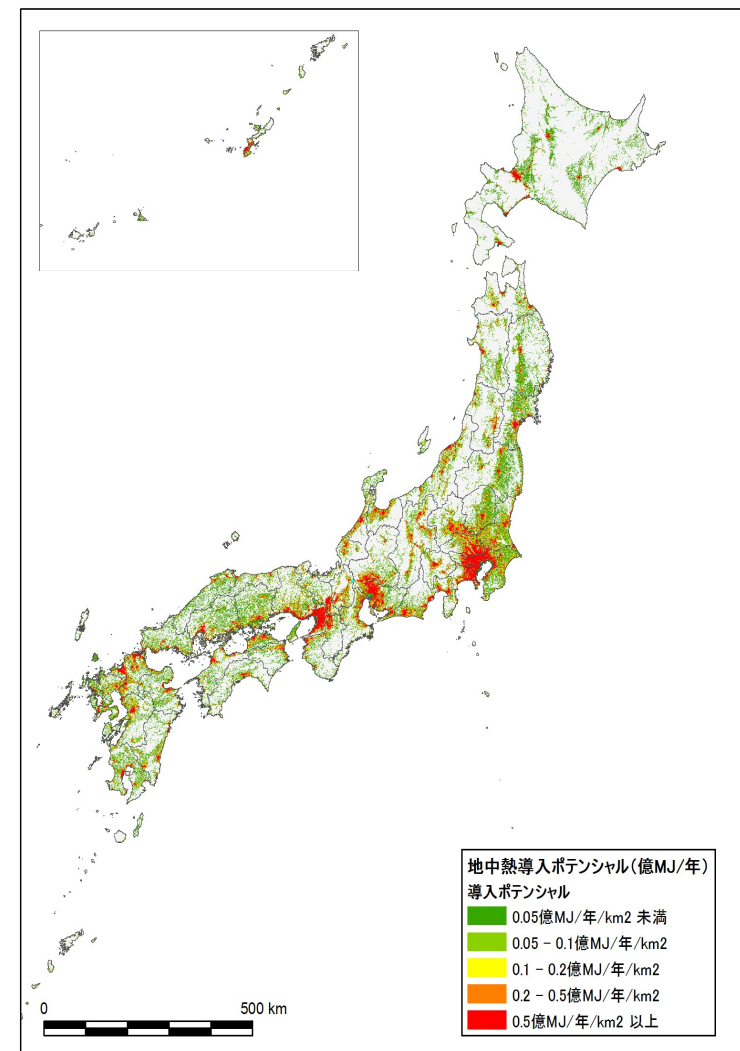 地中熱導入ポテンシャル(億MJ/年)
導入ポテンシャル
0.05億MJ/年/km2 未満
0.05 - 0.1億MJ/年/km2
0.1 - 0.2億MJ/年/km2
0.2 - 0.5億MJ/年/km2
0.5億MJ/年/km2 以上
0 500 km